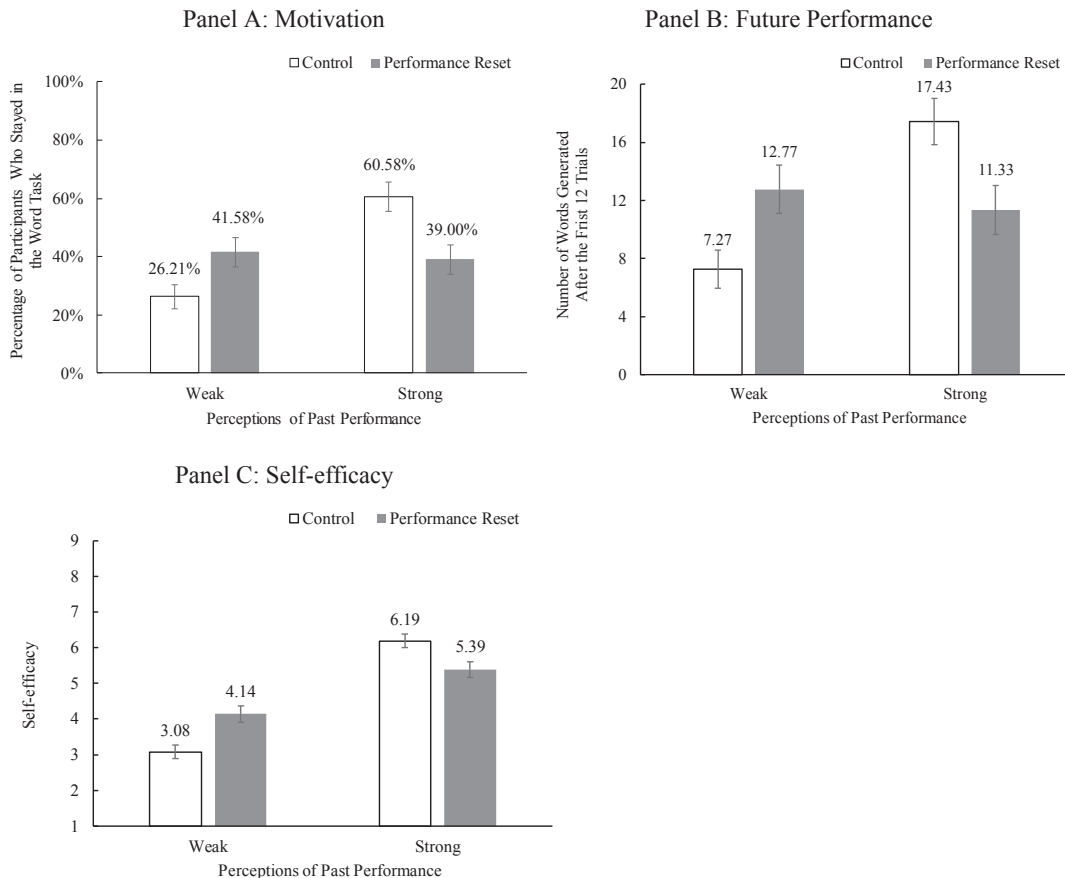 Panel A: Motivation
Control Performance Reset
Percentage of Participants Who Stayed in
the Word Task
100%
80%
60%
40%
20%
0%
26.21%
41.58%
60.58%
39.00%
Weak Strong
Perceptions of Past Performance
Panel B: Future Performance
Control Performance Reset
Number of Words Generated
After the Frist 12 Trials
20
16
12
8
4
0
7.27
12.77
17.43
11.33
Weak Strong
Perceptions of Past Performance
Panel C: Self-efficacy
Control Performance Reset
Self-efficacy
9
8
7
6
5
4
3
2
1
3.08
4.14
6.19
5.39
Weak Strong
Perceptions of Past Performance